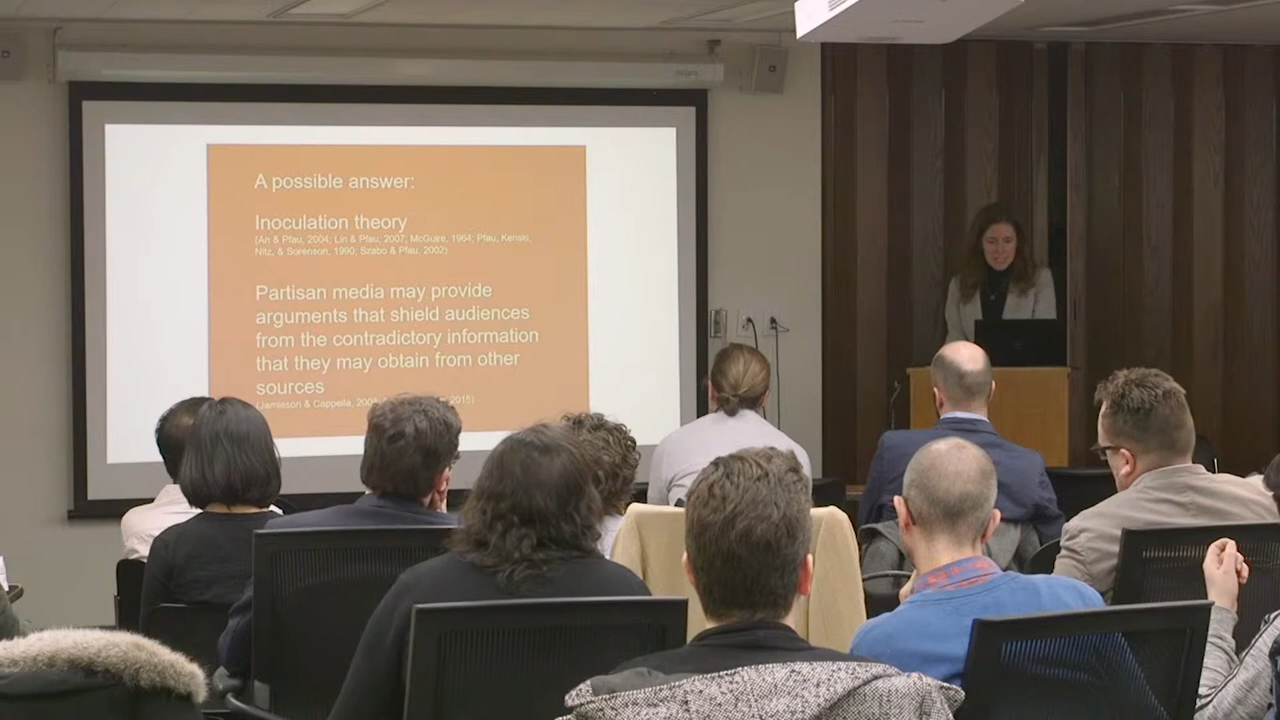 A possible answer:
Inoculation theory
(An & Pfau, 2004; Lin & Pfau, 2007; McGuire, 1964; Pfau, Kenski,
Nitz, & Sorenson, 1990; Szabo & Pfau, 2002)
Partisan media may provide
arguments that shield audiences
from the contradictory information
that they may obtain from other
sources
(Jamieson & Cappella, 2015)